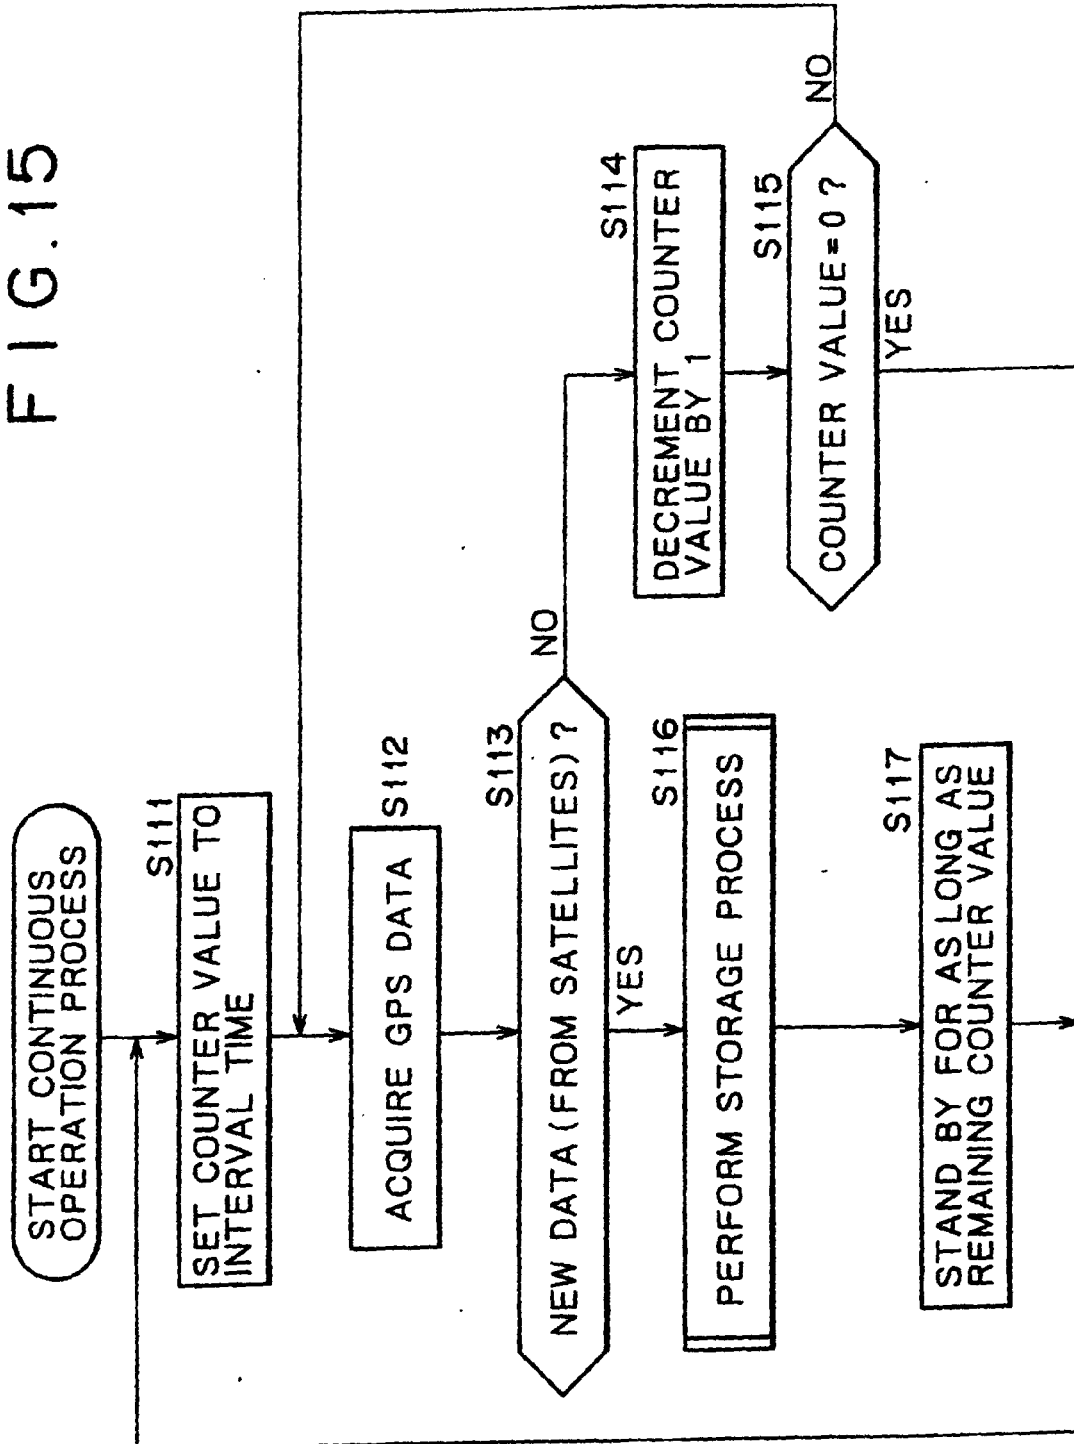 FIG.15
START CONTINUOUS
OPERATION PROCESS
S111
SET COUNTER VALUE TO
INTERVAL TIME
S112
ACQUIRE GPS DATA
S113
NEW DATA (FROM SATELLITES) ?
NO
YES
S114
DECREMENT COUNTER
VALUE BY 1
S115
COUNTER VALUE=0 ?
NO
YES
S116
PERFORM STORAGE PROCESS
S117
STAND BY FOR AS LONG AS
REMAINING COUNTER VALUE